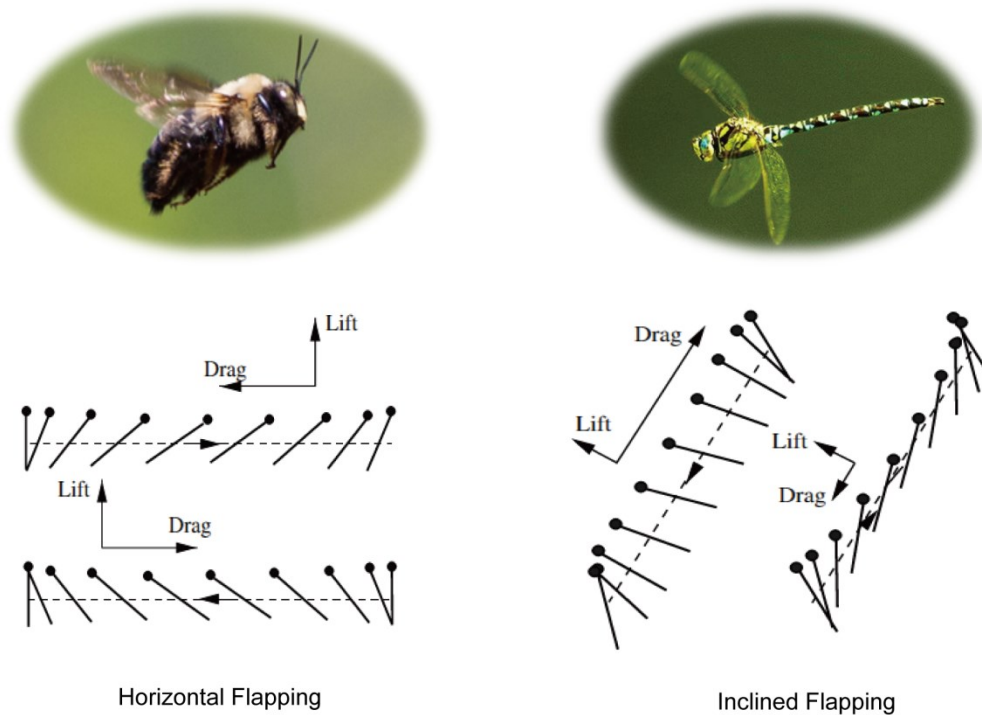 Lift
Drag
Lift
Drag
Drag
Lift
Lift
Drag
Horizontal Flapping
Inclined Flapping